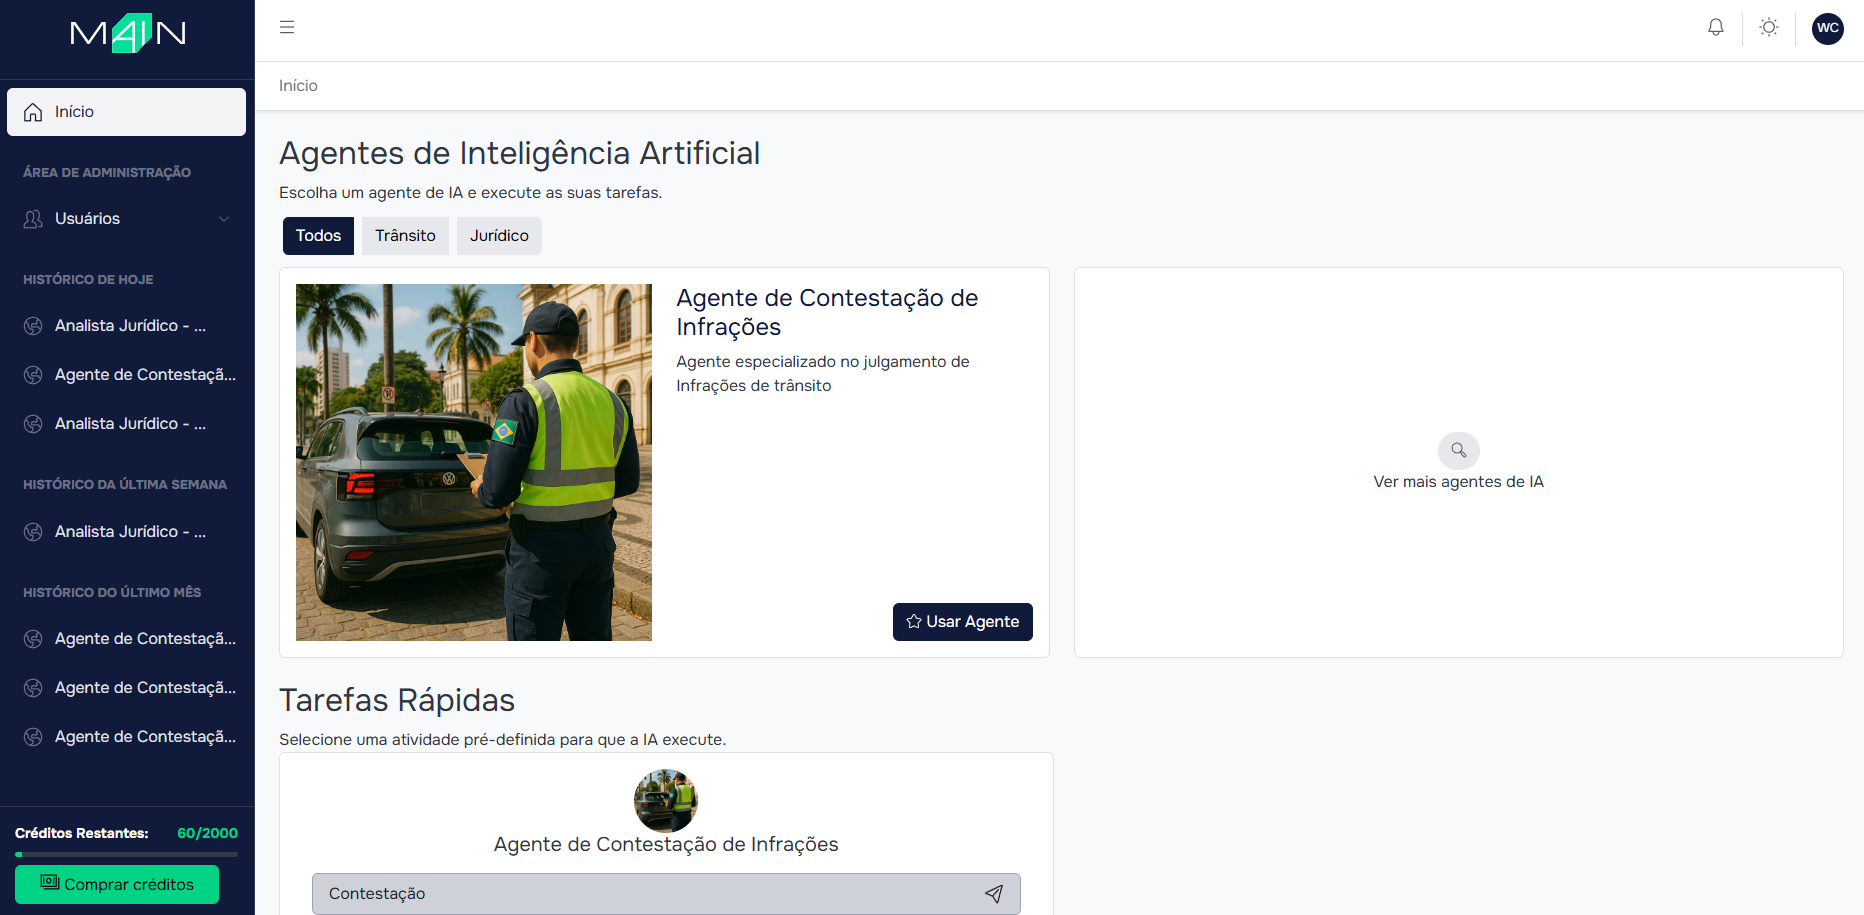 M4IN
Início
ÁREA DE ADMINISTRAÇÃO
Usuários
HISTÓRICO DE HOJE
Analista Jurídico - ...
Agente de Contestaçã...
Analista Jurídico - ...
HISTÓRICO DA ÚLTIMA SEMANA
Analista Jurídico - ...
HISTÓRICO DO ÚLTIMO MÊS
Agente de Contestaçã...
Agente de Contestaçã...
Agente de Contestaçã...
Créditos Restantes: 60/2000
Comprar créditos
WC
Início
Agentes de Inteligência Artificial
Escolha um agente de IA e execute as suas tarefas.
Todos Trânsito Jurídico
Agente de Contestação de
Infrações
Agente especializado no julgamento de
Infrações de trânsito
Usar Agente
Ver mais agentes de IA
Tarefas Rápidas
Selecione uma atividade pré-definida para que a IA execute.
Agente de Contestação de Infrações
Contestação